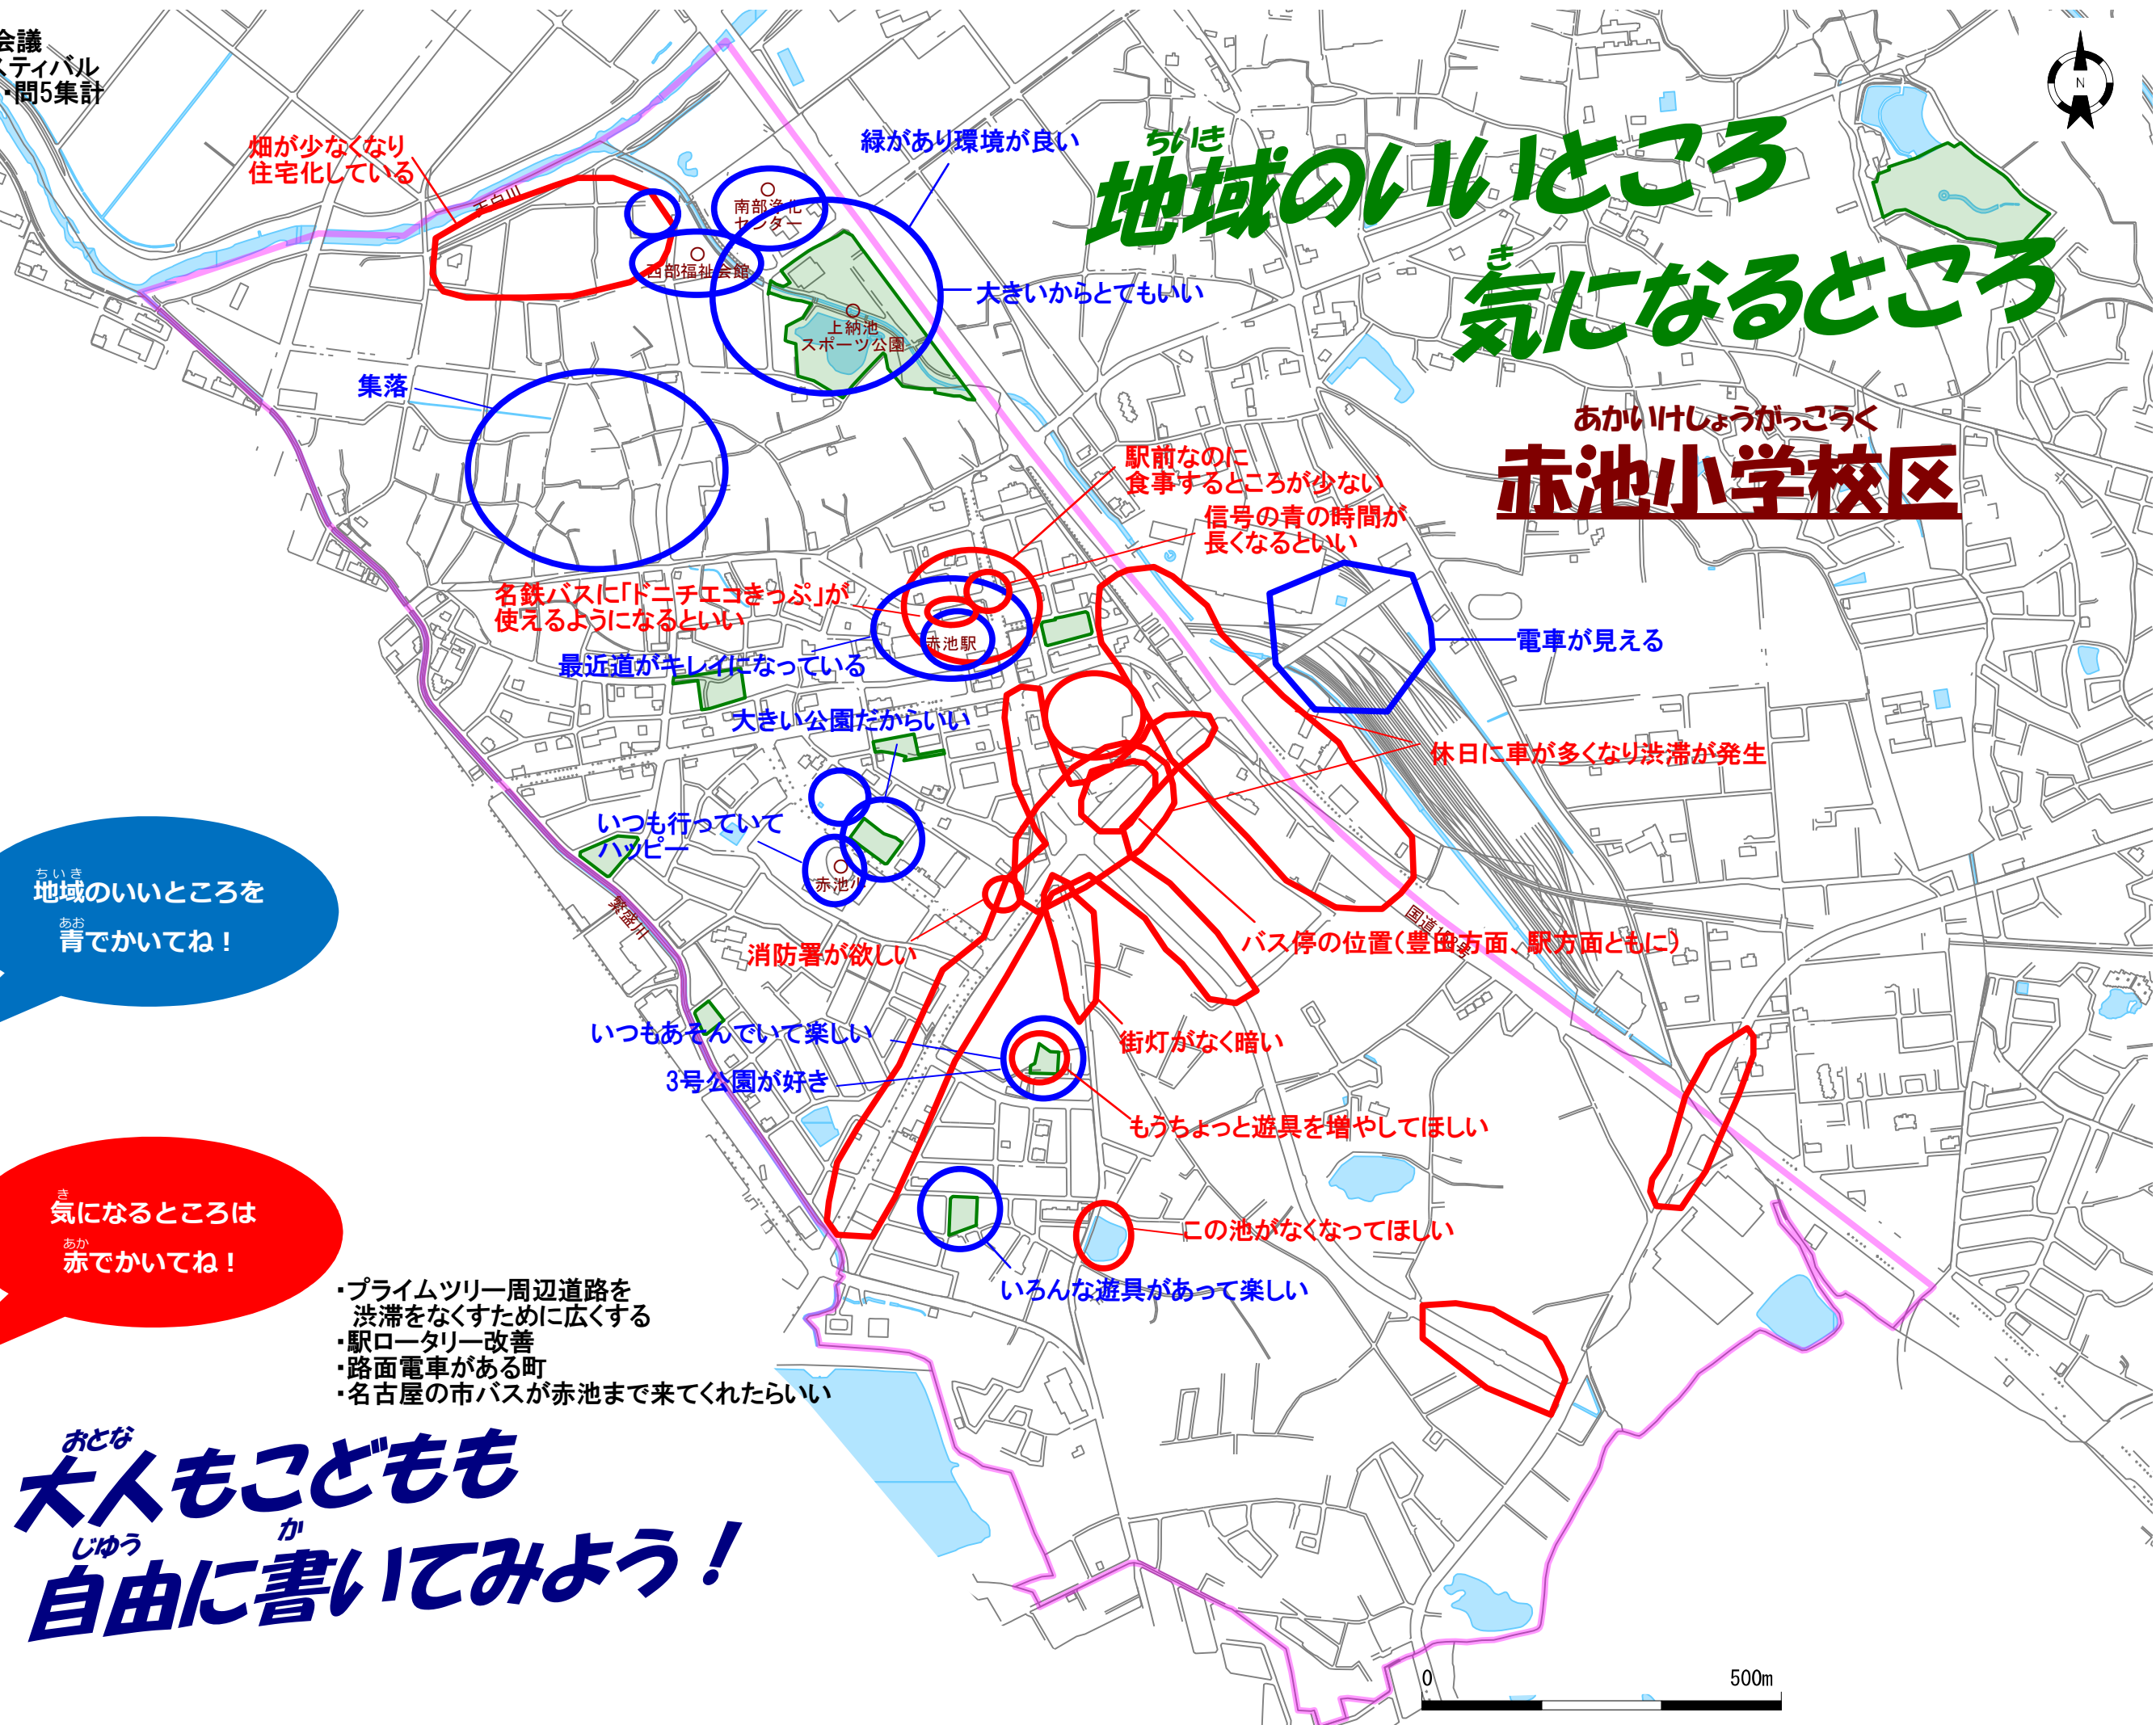 会議
スティバル
・問5集計
畑が少なくなり
住宅化している
天白川
南部浄化
センター
西部福祉会館
緑があり環境が良い
大きいからとてもいい
上納池
スポーツ公園
ちいき
地域のいいところ
き
気になるところ
N
あかいけしょうがっこうく
赤池小学校区
集落
駅前なのに
食事するところが少ない
信号の青の時間が
長くなるといい
名鉄バスに「ドニチエコきっぷ」が
使えるようになるといい
赤池駅
最近道がキレイになっている
電車が見える
大きい公園だからいい
休日に車が多くなり渋滞が発生
いつも行っていて
ハッピー
赤池小
繁盛川
消防署が欲しい
国道153号
バス停の位置(豊田方面、駅方面ともに)
いつもあそんでいて楽しい
3号公園が好き
街灯がなく暗い
もうちょっと遊具を増やしてほしい
この池がなくなってほしい
いろんな遊具があって楽しい
ちいき
地域のいいところを
あお
青でかいてね！
き
気になるところは
あか
赤でかいてね！
・プライムツリー周辺道路を
渋滞をなくすために広くする
・駅ロータリー改善
・路面電車がある町
・名古屋の市バスが赤池まで来てくれたらいい
おとな
大人もこどもも
じゆう か
自由に書いてみよう！
0 500m